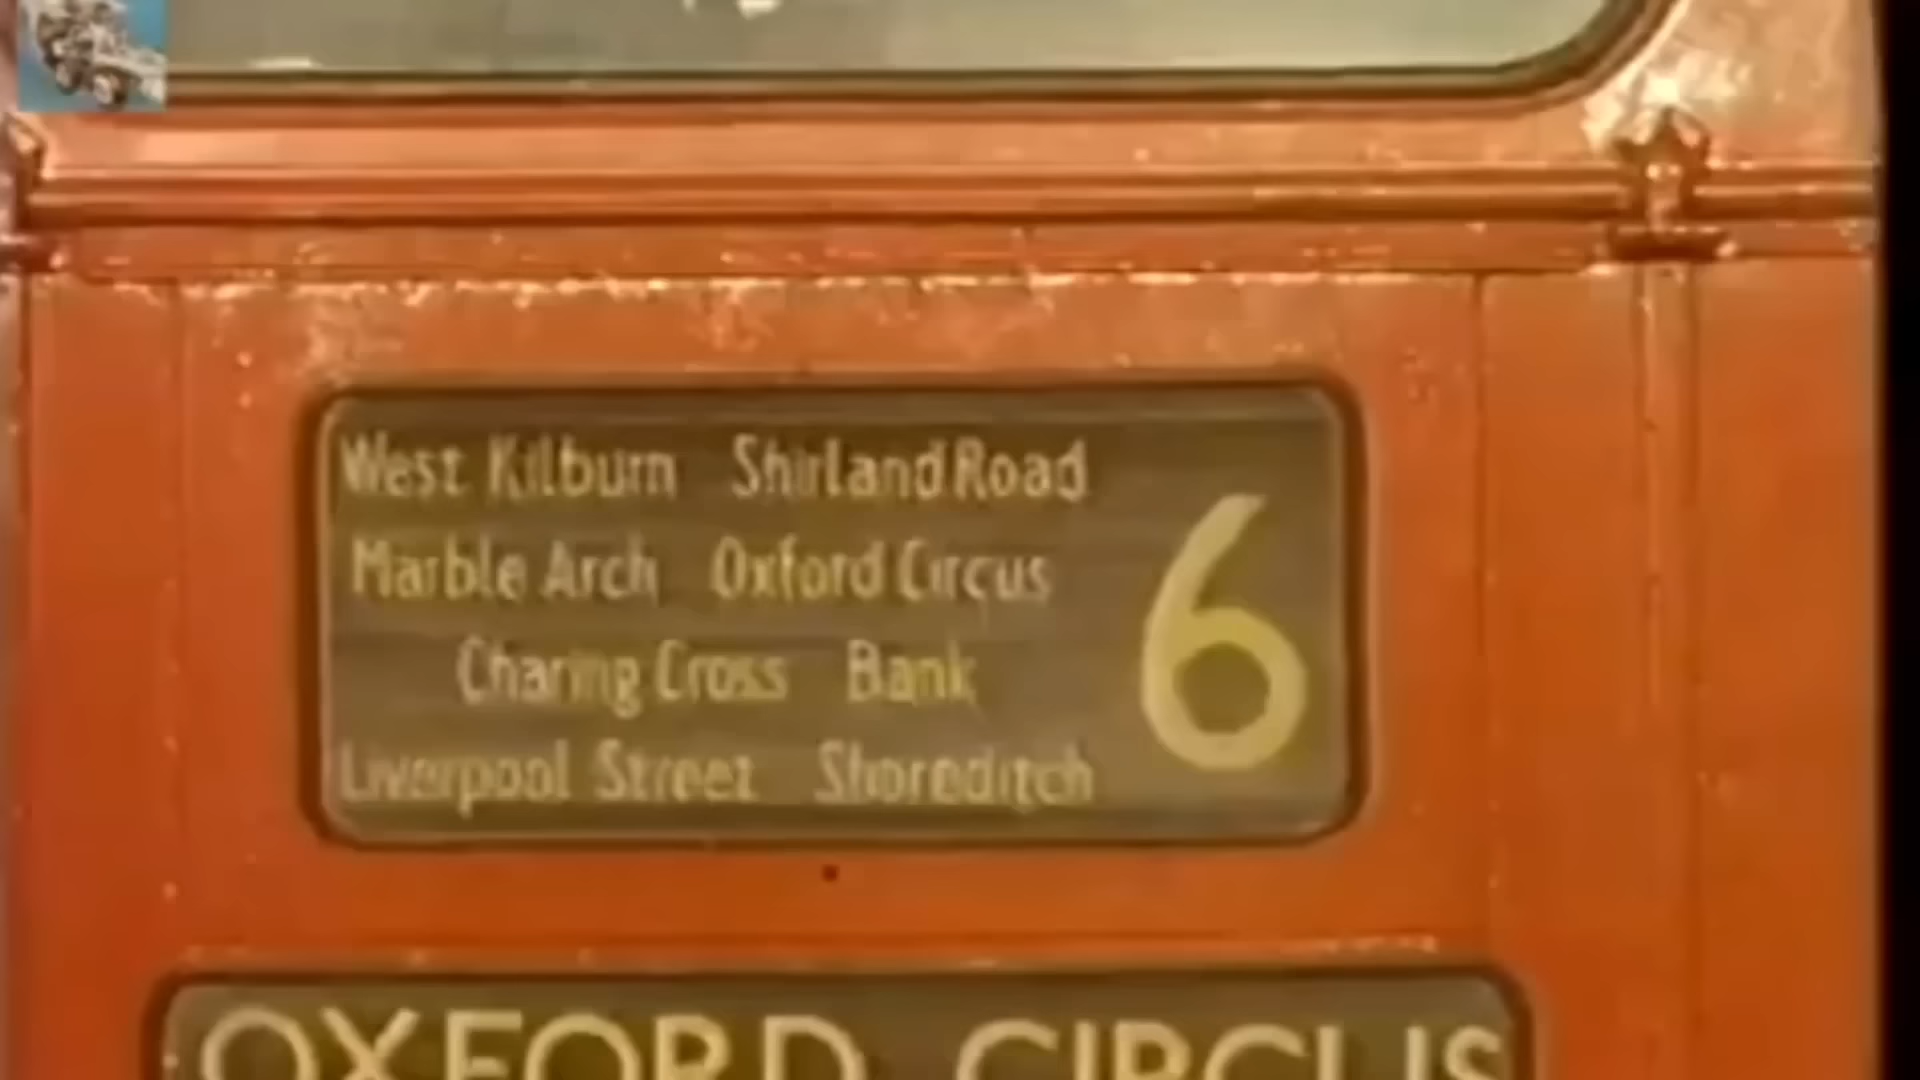 West Kilburn Shirland Road
Marble Arch Oxford Circus
Charing Cross Bank
6
Liverpool Street Shoreditch
OXFORD CIRCUS